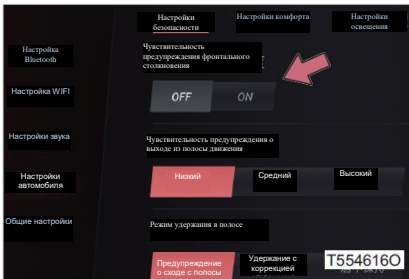 Настройки
безопасности
Настройки комфорта
Настройки
освещения
Настройка
Bluetooth
Настройка WIFI
Настройки звука
Настройки
автомобиля
Общие настройки
Чувствительность
предупреждения фронтального
столкновения
OFF
ON
Чувствительность предупреждения о
выходе из полосы движения
Низкий
Средний
Высокий
Режим удержания в полосе
Предупреждение
о сходе с полосы
Удержание с
коррекцией
T554616O